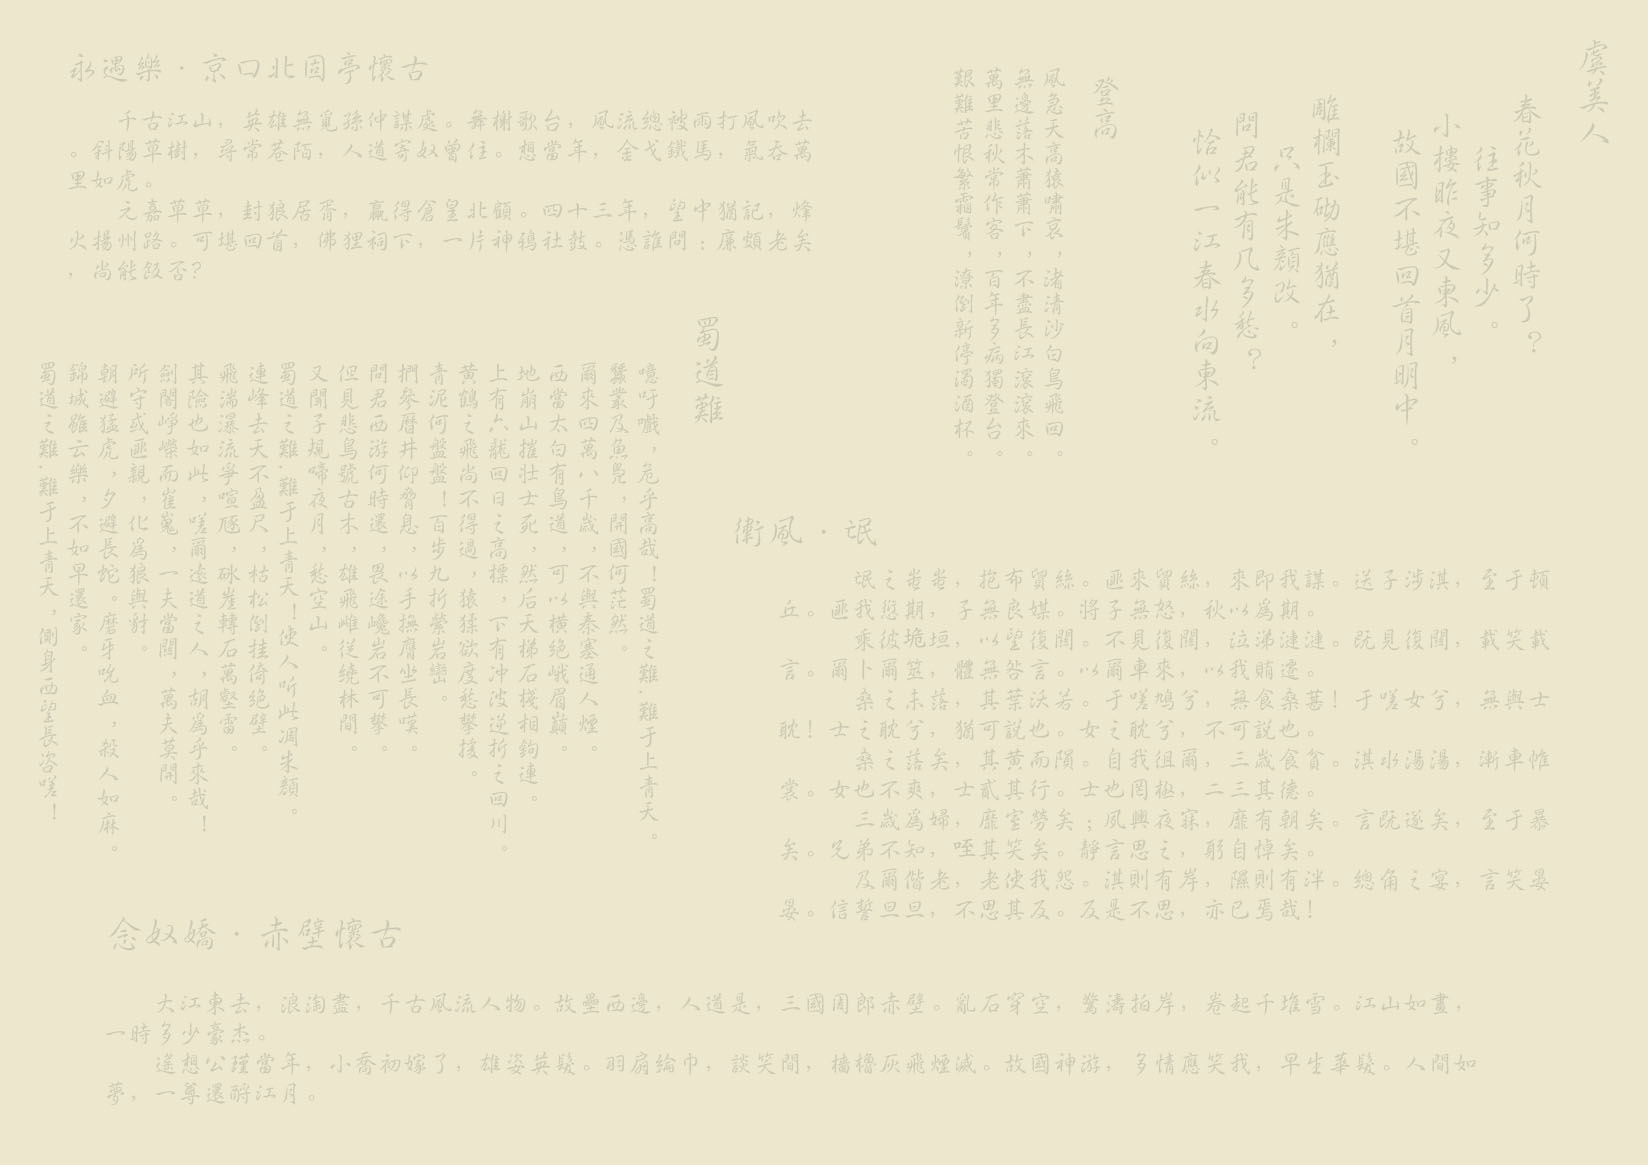 永遇樂·京口北固亭懷古
千古江山，英雄無覓孫仲謀處。舞榭歌台，風流總被雨打風吹去
。斜陽草樹，尋常巷陌，人道寄奴曾住。想當年，金戈鐵馬，氣吞萬
里如虎。
元嘉草草，封狼居胥，贏得倉皇北顧。四十三年，望中猶記，烽
火揚州路。可堪回首，佛狸祠下，一片神鴉社鼓。憑誰問：廉頗老矣
，尚能飯否？
虞美人
春花秋月何時了？
往事知多少。
小樓昨夜又東風，
故國不堪回首月明中。
雕欄玉砌應猶在，
只是朱顏改。
問君能有几多愁？
恰似一江春水向東流。
登高
風急天高猿嘯哀，渚清沙白鳥飛回。
無邊落木蕭蕭下，不盡長江滾滾來。
萬里悲秋常作客，百年多病獨登台。
艱難苦恨繁霜鬢，潦倒新停濁酒杯。
蜀道難
噫吁嚱，危乎高哉！蜀道之難.難于上青天。
蠶叢及魚鳧，開國何茫然。
爾來四萬八千歲，不與秦塞通人煙。
西當太白有鳥道，可以橫絕峨眉巔。
地崩山摧壯士死，然后天梯石棧相鉤連。
上有六龍回日之高標，下有沖波逆折之回川。
黃鶴之飛尚不得過，猿猱欲度愁攀援。
青泥何盤盤！百步九折縈岩巒。
捫參曆井仰脅息，以手撫膺坐長嘆。
問君西游何時還，畏途巉岩不可攀。
但見悲鳥號古木，雄飛雌從繞林間。
又聞子規啼夜月，愁空山。
蜀道之難.難于上青天！使人听此凋朱顏。
連峰去天不盈尺，枯松倒挂倚絕壁。
飛湍瀑流爭喧豗，砯崖轉石萬壑雷。
其險也如此，嗟爾遠道之人，胡爲乎來哉！
劍閣崢嶸而崔嵬，一夫當關，萬夫莫開。
所守或匪親，化爲狼與豺。
朝避猛虎，夕避長蛇。磨牙吮血，殺人如麻。
錦城雖云樂，不如早還家。
蜀道之難.難于上青天，側身西望長咨嗟！
衛風·氓
氓之蚩蚩，抱布貿絲。匪來貿絲，來即我謀。送子涉淇，至于頓
丘。匪我愆期，子無良媒。將子無怒，秋以爲期。
乘彼垝垣，以望復關。不見復關，泣涕漣漣。既見復關，載笑載
言。爾卜爾筮，體無咎言。以爾車來，以我賄遷。
桑之未落，其葉沃若。于嗟鳩兮，無食桑葚！于嗟女兮，無與士
耽！士之耽兮，猶可說也。女之耽兮，不可說也。
桑之落矣，其黃而隕。自我徂爾，三歲食貧。淇水湯湯，漸車帷
裳。女也不爽，士貳其行。士也罔極，二三其德。
三歲爲婦，靡室勞矣；夙興夜寐，靡有朝矣。言既遂矣，至于暴
矣。兄弟不知，咥其笑矣。靜言思之，躬自悼矣。
及爾偕老，老使我怨。淇則有岸，隰則有泮。總角之宴，言笑晏
晏。信誓旦旦，不思其反。反是不思，亦已焉哉！
念奴嬌·赤壁懷古
大江東去，浪淘盡，千古風流人物。故壘西邊，人道是，三國周郎赤壁。亂石穿空，驚濤拍岸，卷起千堆雪。江山如畫，
一時多少豪杰。
遙想公瑾當年，小喬初嫁了，雄姿英髮。羽扇綸巾，談笑間，檣櫓灰飛煙滅。故國神游，多情應笑我，早生華髮。人間如
夢，一尊還酹江月。